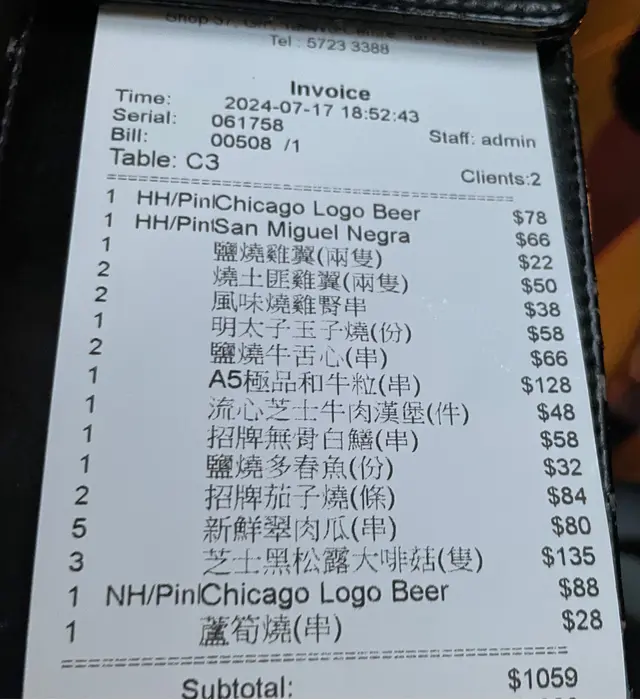 Tel : 5723 3388
Invoice
Time: 2024-07-17 18:52:43
Serial: 061758
Bill: 00508 /1 Staff: admin
Table: C3 Clients:2
1 HH/Pint Chicago Logo Beer $78
1 HH/Pint San Miguel Negra $66
1 鹽燒雞翼(兩隻) $22
2 燒土匪雞翼(兩隻) $50
2 風味燒雞腎串 $38
1 明太子玉子燒(份) $58
2 鹽燒牛舌心(串) $66
1 A5極品和牛粒(串) $128
1 流心芝士牛肉漢堡(件) $48
1 招牌無骨白鱔(串) $58
1 鹽燒多春魚(份) $32
2 招牌茄子燒(條) $84
5 新鮮翠肉瓜(串) $80
3 芝士黑松露大啡菇(隻) $135
1 NH/Pint Chicago Logo Beer $88
1 蘆筍燒(串) $28
Subtotal: $1059